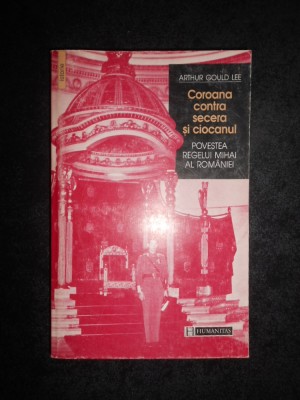 ARTHUR GOULD LEE
Coroana
contra
secera
și ciocanul
POVESTEA
REGELUI MIHAI
AL ROMÂNIEI
H HUMANITAS